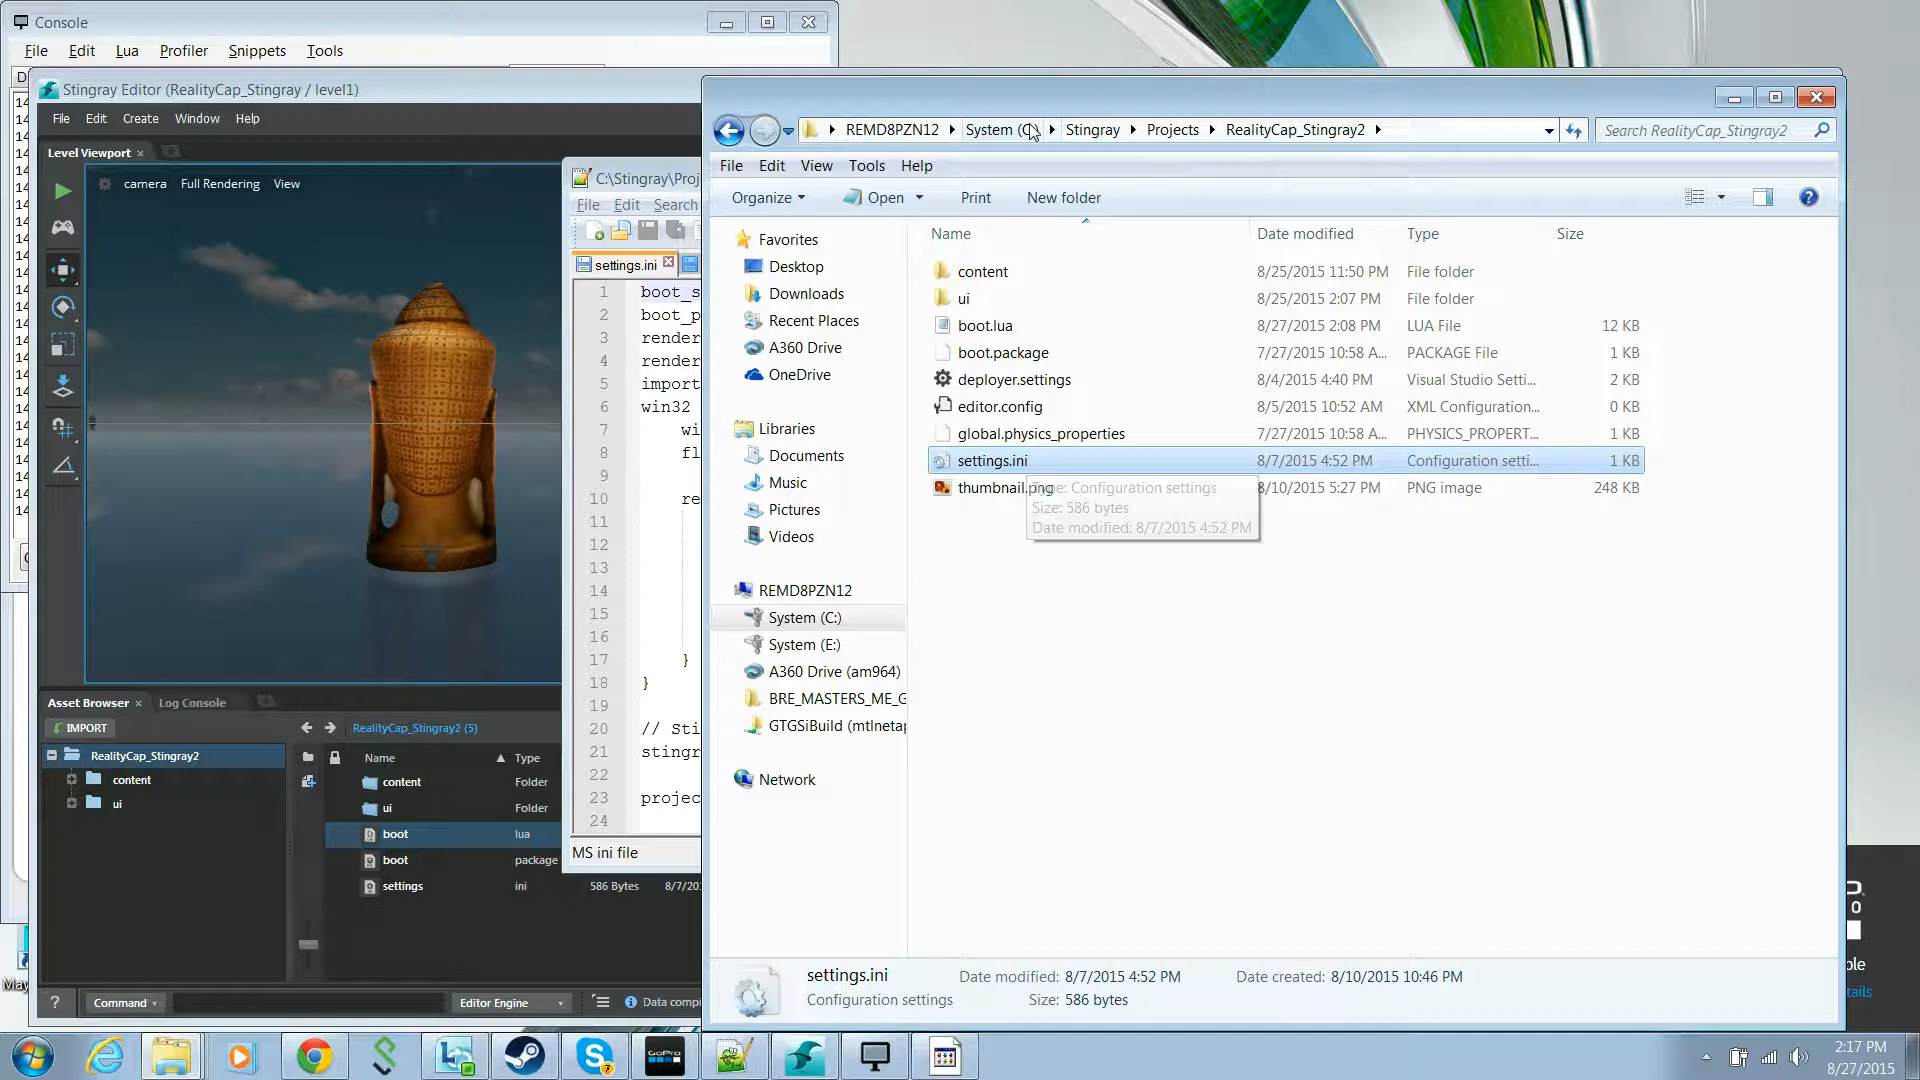 Console
File Edit Lua Profiler Snippets Tools
Stingray Editor (RealityCap_Stingray / level1)
File Edit Create Window Help
Level Viewport ×
camera Full Rendering View
C:\Stingray\Proj
File Edit Search
settings.ini
1 boot_s
2 boot_p
3 render
4 render
5 import
6 win32
7 wi
8 fl
9
10 re
11
12
13
14
15
16
17 }
18 }
19
20 // Sti
21 stingr
22
23 projec
24
MS ini file
Asset Browser × Log Console
IMPORT
RealityCap_Stingray2 (5)
RealityCap_Stingray2
content
ui
Name Type
content Folder
ui Folder
boot lua
boot package
settings ini 586 Bytes 8/7/20
? Command Editor Engine Data compi
REMD8PZN12 System (C:) Stingray Projects RealityCap_Stingray2
Search RealityCap_Stingray2
File Edit View Tools Help
Organize Open Print New folder
Favorites
Desktop
Downloads
Recent Places
A360 Drive
OneDrive
Libraries
Documents
Music
Pictures
Videos
REMD8PZN12
System (C:)
System (E:)
A360 Drive (am964)
BRE_MASTERS_ME_G
GTGSiBuild (mtlnetap
Network
Name Date modified Type Size
content 8/25/2015 11:50 PM File folder
ui 8/25/2015 2:07 PM File folder
boot.lua 8/27/2015 2:08 PM LUA File 12 KB
boot.package 7/27/2015 10:58 A... PACKAGE File 1 KB
deployer.settings 8/4/2015 4:40 PM Visual Studio Setti... 2 KB
editor.config 8/5/2015 10:52 AM XML Configuration... 0 KB
global.physics_properties 7/27/2015 10:58 A... PHYSICS_PROPERT... 1 KB
settings.ini 8/7/2015 4:52 PM Configuration setti... 1 KB
thumbnail.png 8/10/2015 5:27 PM PNG image 248 KB
Type: Configuration settings
Size: 586 bytes
Date modified: 8/7/2015 4:52 PM
settings.ini Date modified: 8/7/2015 4:52 PM Date created: 8/10/2015 10:46 PM
Configuration settings Size: 586 bytes
GoPro
2:17 PM
8/27/2015